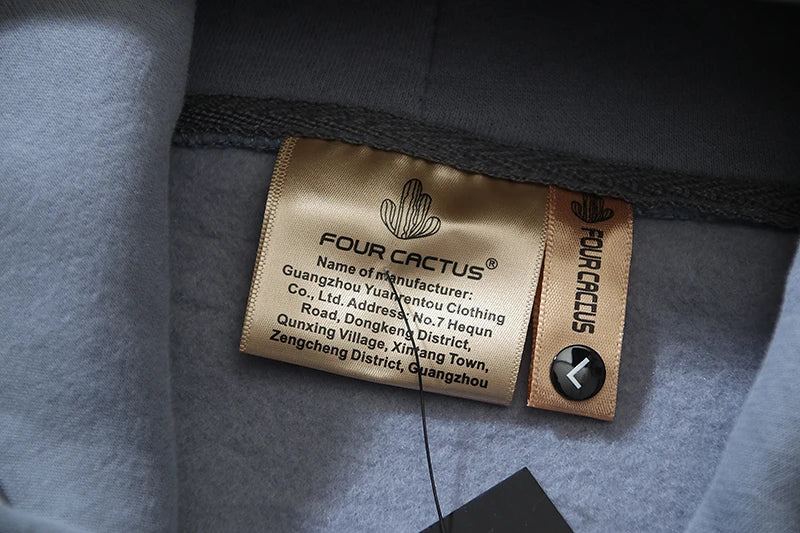 FOUR CACTUS®
Name of manufacturer:
Guangzhou Yuanrentou Clothing
Co., Ltd. Address: No.7 Hequn
Road, Dongkeng District,
Qunxing Village, Xintang Town,
Zengcheng District, Guangzhou
FOUR CACCUS
L